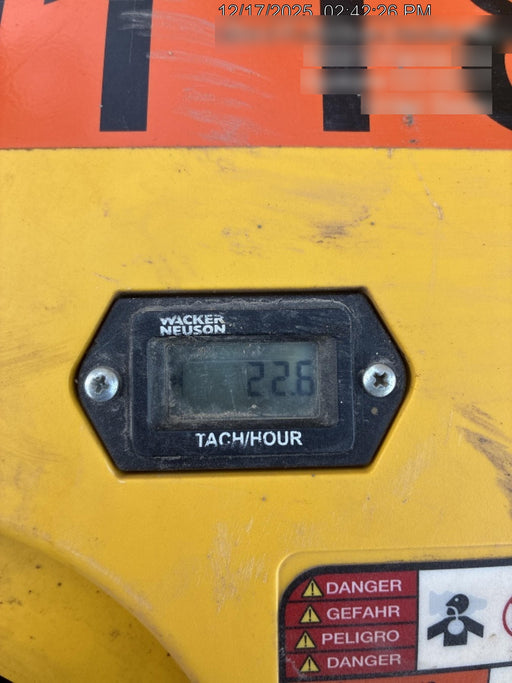 12/17/2025 02:42:26 PM
WACKER
NEUSON
22.6
TACH/HOUR
DANGER
GEFAHR
PELIGRO
DANGER